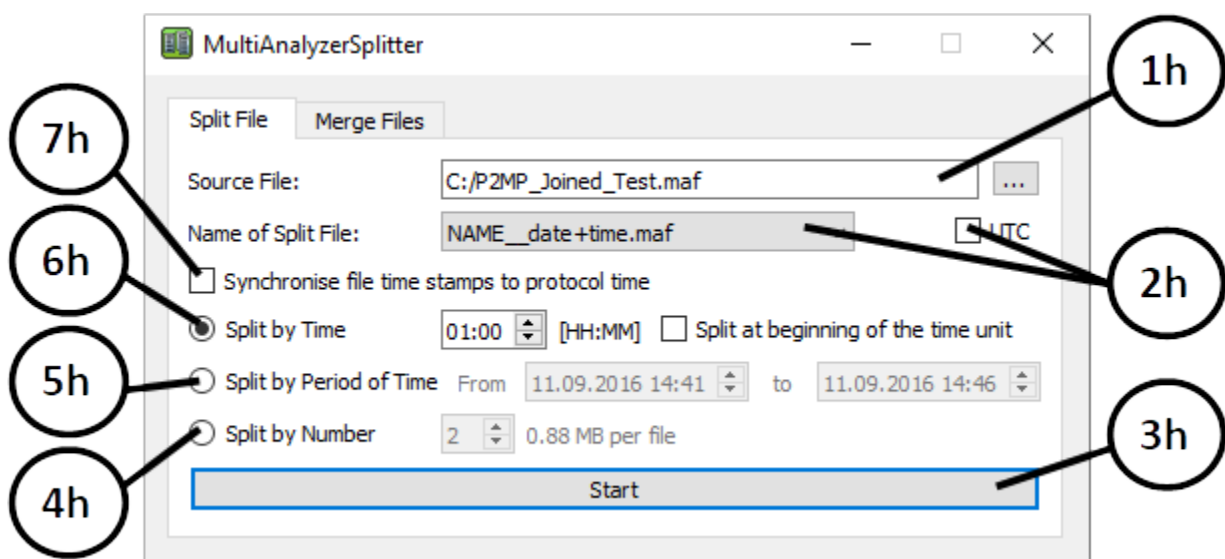 MultiAnalyzerSplitter
1h
Split File Merge Files
7h
Source File: C:/P2MP_Joined_Test.maf ...
Name of Split File: NAME__date+time.maf UTC
6h
2h
Synchronise file time stamps to protocol time
Split by Time 01:00 [HH:MM] Split at beginning of the time unit
5h
Split by Period of Time From 11.09.2016 14:41 to 11.09.2016 14:46
Split by Number 2 0.88 MB per file
3h
4h
Start